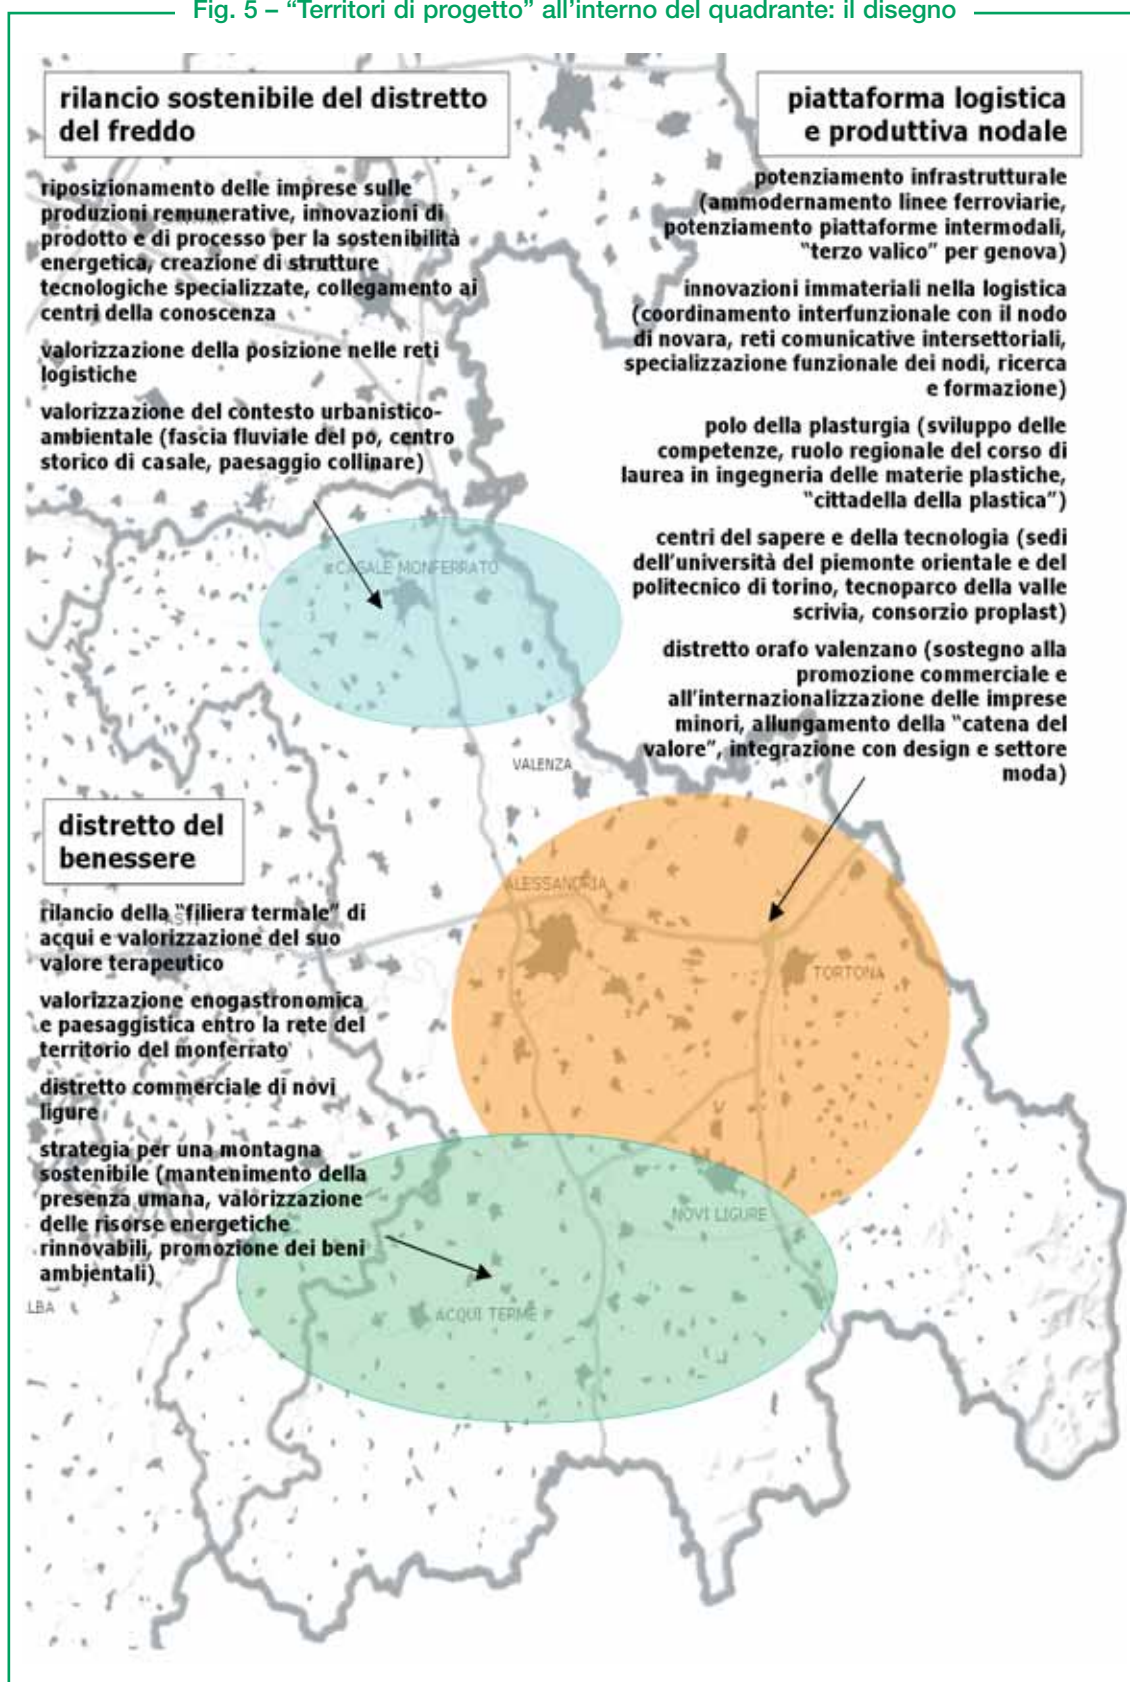 Fig. 5 – “Territori di progetto” all’interno del quadrante: il disegno
rilancio sostenibile del distretto
del freddo
riposizionamento delle imprese sulle
produzioni remunerative, innovazioni di
prodotto e di processo per la sostenibilità
energetica, creazione di strutture
tecnologiche specializzate, collegamento ai
centri della conoscenza
valorizzazione della posizione nelle reti
logistiche
valorizzazione del contesto urbanistico-
ambientale (fascia fluviale del po, centro
storico di casale, paesaggio collinare)
piattaforma logistica
e produttiva nodale
potenziamento infrastrutturale
(ammodernamento linee ferroviarie,
potenziamento piattaforme intermodali,
“terzo valico” per genova)
innovazioni immateriali nella logistica
(coordinamento interfunzionale con il nodo
di novara, reti comunicative intersettoriali,
specializzazione funzionale dei nodi, ricerca
e formazione)
polo della plasturgia (sviluppo delle
competenze, ruolo regionale del corso di
laurea in ingegneria delle materie plastiche,
“cittadella della plastica”)
centri del sapere e della tecnologia (sedi
dell’università del piemonte orientale e del
politecnico di torino, tecnoparco della valle
scrivia, consorzio proplast)
distretto orafo valenzano (sostegno alla
promozione commerciale e
all’internazionalizzazione delle imprese
minori, allungamento della “catena del
valore”, integrazione con design e settore
moda)
CASALE MONFERRATO
VALENZA
ALESSANDRIA
TORTONA
distretto del
benessere
rilancio della “filiera termale” di
acqui e valorizzazione del suo
valore terapeutico
valorizzazione enogastronomica
e paesaggistica entro la rete del
territorio del monferrato
distretto commerciale di novi
ligure
strategia per una montagna
sostenibile (mantenimento della
presenza umana, valorizzazione
delle risorse energetiche
rinnovabili, promozione dei beni
ambientali)
NOVI LIGURE
ACQUI TERME
LBA